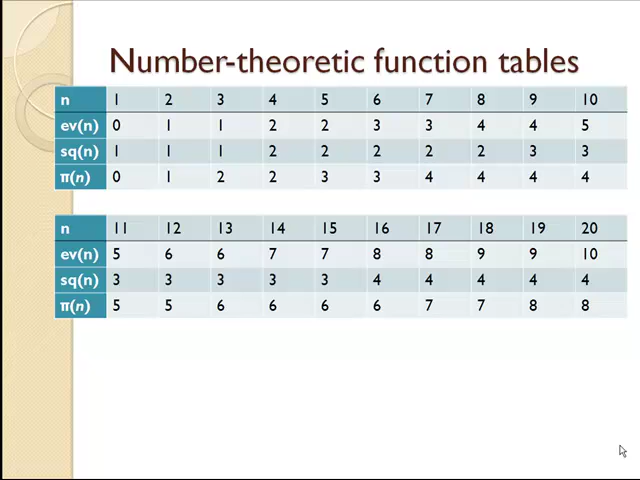 Number-theoretic function tables
n 1 2 3 4 5 6 7 8 9 10
ev(n) 0 1 1 2 2 3 3 4 4 5
sq(n) 1 1 1 2 2 2 2 2 3 3
π(n) 0 1 2 2 3 3 4 4 4 4
n 11 12 13 14 15 16 17 18 19 20
ev(n) 5 6 6 7 7 8 8 9 9 10
sq(n) 3 3 3 3 3 4 4 4 4 4
π(n) 5 5 6 6 6 6 7 7 8 8